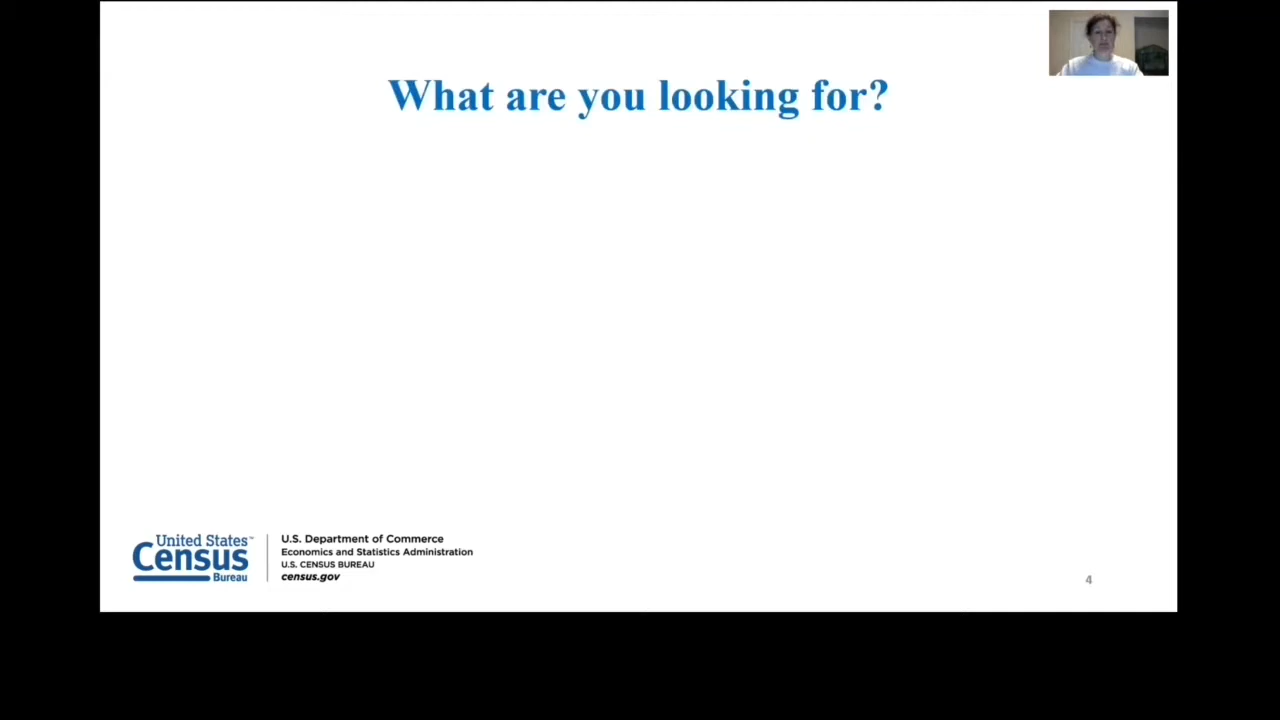 What are you looking for?
United States™
Census
Bureau
U.S. Department of Commerce
Economics and Statistics Administration
U.S. CENSUS BUREAU
census.gov
4